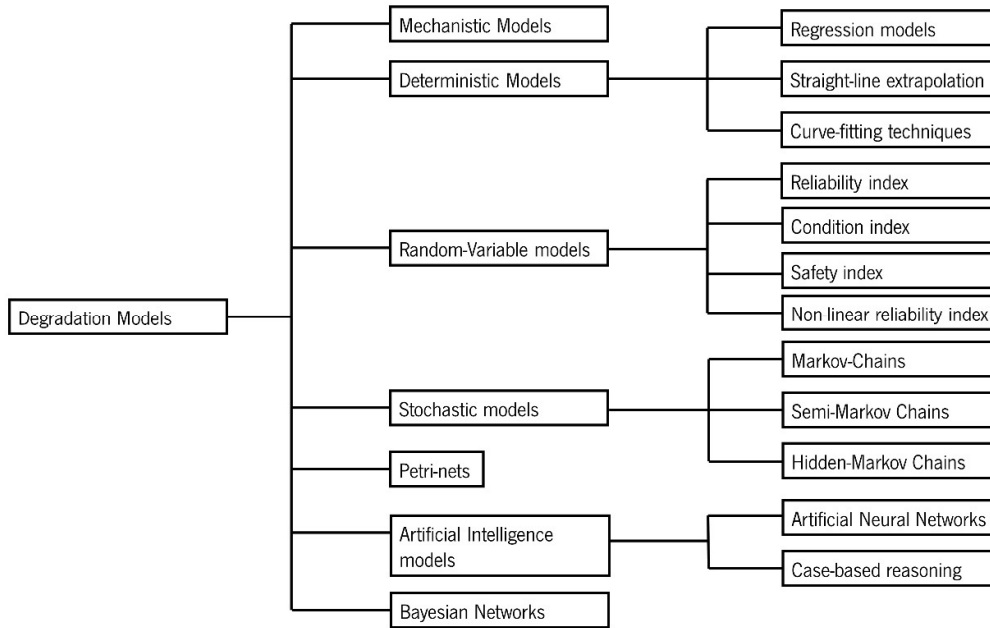 Degradation Models
Mechanistic Models
Deterministic Models
Regression models
Straight-line extrapolation
Curve-fitting techniques
Random-Variable models
Reliability index
Condition index
Safety index
Non linear reliability index
Stochastic models
Markov-Chains
Semi-Markov Chains
Hidden-Markov Chains
Petri-nets
Artificial Intelligence
models
Artificial Neural Networks
Case-based reasoning
Bayesian Networks